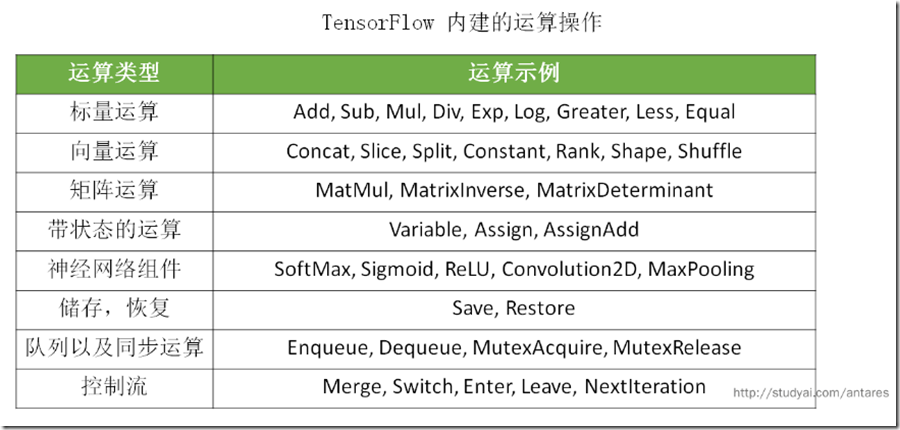 TensorFlow 内建的运算操作
运算类型 运算示例
标量运算 Add, Sub, Mul, Div, Exp, Log, Greater, Less, Equal
向量运算 Concat, Slice, Split, Constant, Rank, Shape, Shuffle
矩阵运算 MatMul, MatrixInverse, MatrixDeterminant
带状态的运算 Variable, Assign, AssignAdd
神经网络组件 SoftMax, Sigmoid, ReLU, Convolution2D, MaxPooling
储存，恢复 Save, Restore
队列以及同步运算 Enqueue, Dequeue, MutexAcquire, MutexRelease
控制流 Merge, Switch, Enter, Leave, NextIteration
http://studyai.com/antares